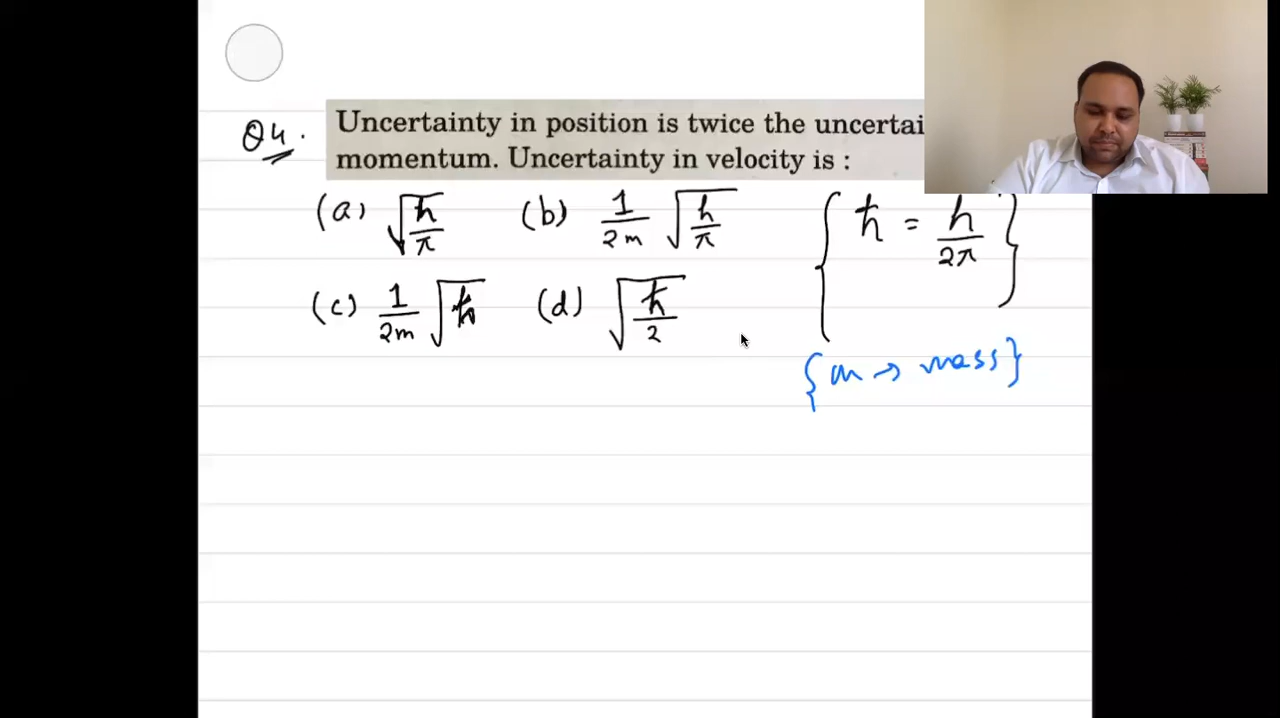 Q4. Uncertainty in position is twice the
momentum. Uncertainty in velocity is :
(a) √(ħ/π) (b) 1/2m √(h/π) { ħ = h/2π }
(c) 1/2m √ħ (d) √(ħ/2)
{m → mass}